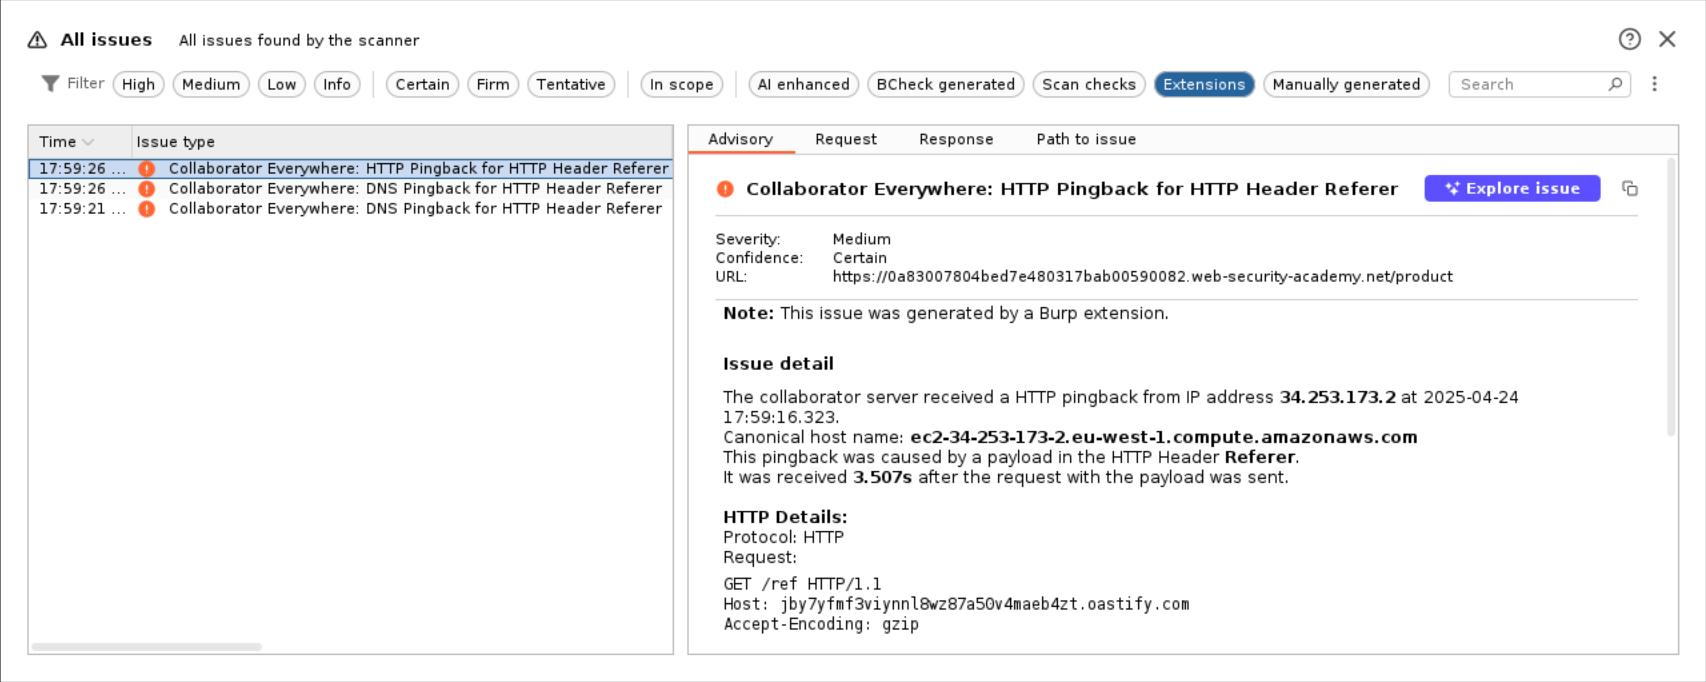 All issues All issues found by the scanner
Filter High Medium Low Info Certain Firm Tentative In scope AI enhanced BCheck generated Scan checks Extensions Manually generated Search
Time Issue type
17:59:26 ... Collaborator Everywhere: HTTP Pingback for HTTP Header Referer
17:59:26 ... Collaborator Everywhere: DNS Pingback for HTTP Header Referer
17:59:21 ... Collaborator Everywhere: DNS Pingback for HTTP Header Referer
Advisory Request Response Path to issue
Collaborator Everywhere: HTTP Pingback for HTTP Header Referer Explore issue
Severity: Medium
Confidence: Certain
URL: https://0a83007804bed7e480317bab00590082.web-security-academy.net/product
Note: This issue was generated by a Burp extension.
Issue detail
The collaborator server received a HTTP pingback from IP address 34.253.173.2 at 2025-04-24
17:59:16.323.
Canonical host name: ec2-34-253-173-2.eu-west-1.compute.amazonaws.com
This pingback was caused by a payload in the HTTP Header Referer.
It was received 3.507s after the request with the payload was sent.
HTTP Details:
Protocol: HTTP
Request:
GET /ref HTTP/1.1
Host: jby7yfmf3viynnl8wz87a50v4maeb4zt.oastify.com
Accept-Encoding: gzip